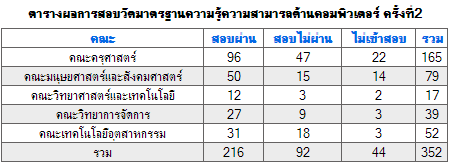 ตารางผลการสอบวัดมาตรฐานความรู้ความสามารถด้านคอมพิวเตอร์ ครั้งที่2
คณะ สอบผ่าน สอบไม่ผ่าน ไม่เข้าสอบ รวม
คณะครุศาสตร์ 96 47 22 165
คณะมนุษยศาสตร์และสังคมศาสตร์ 50 15 14 79
คณะวิทยาศาสตร์และเทคโนโลยี 12 3 2 17
คณะวิทยาการจัดการ 27 9 3 39
คณะเทคโนโลยีอุตสาหกรรม 31 18 3 52
รวม 216 92 44 352